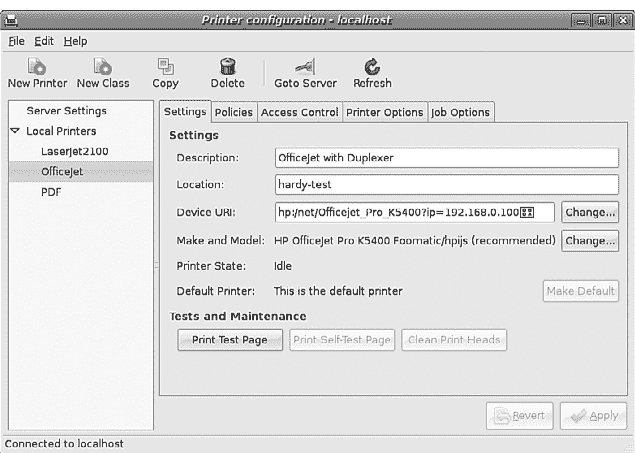 Printer configuration - localhost
File Edit Help
New Printer New Class Copy Delete Goto Server Refresh
Server Settings
Local Printers
Laserjet2100
OfficeJet
PDF
Settings Policies Access Control Printer Options Job Options
Settings
Description: OfficeJet with Duplexer
Location: hardy-test
Device URI: hp:/net/Officejet_Pro_K5400?ip=192.168.0.100 Change...
Make and Model: HP OfficeJet Pro K5400 Foomatic/hpijs (recommended) Change...
Printer State: Idle
Default Printer: This is the default printer Make Default
Tests and Maintenance
Print Test Page Print Self-Test Page Clean Print Heads
Revert Apply
Connected to localhost